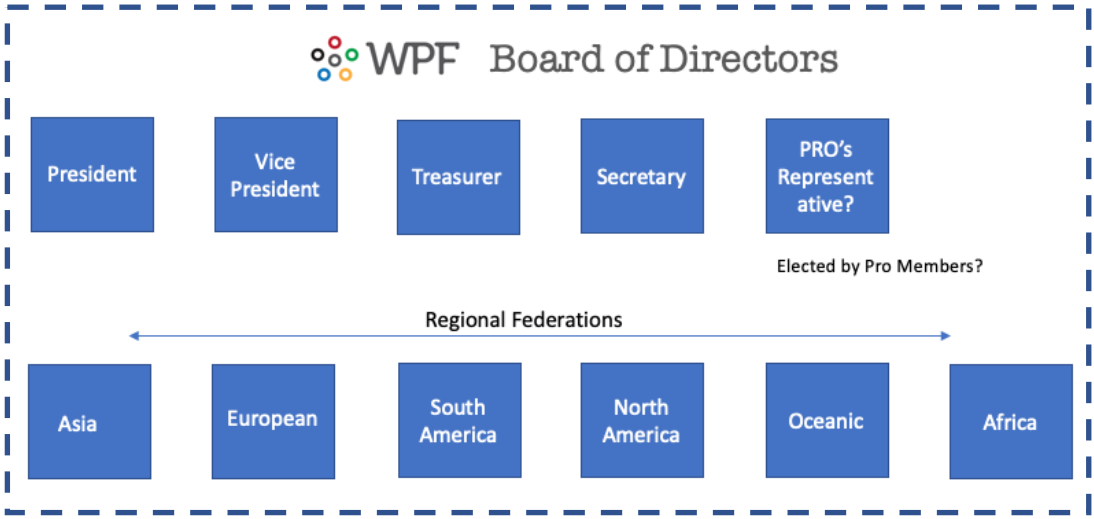 WPF Board of Directors
President
Vice
President
Treasurer
Secretary
PRO's
Represent
ative?
Elected by Pro Members?
Regional Federations
Asia
European
South
America
North
America
Oceanic
Africa